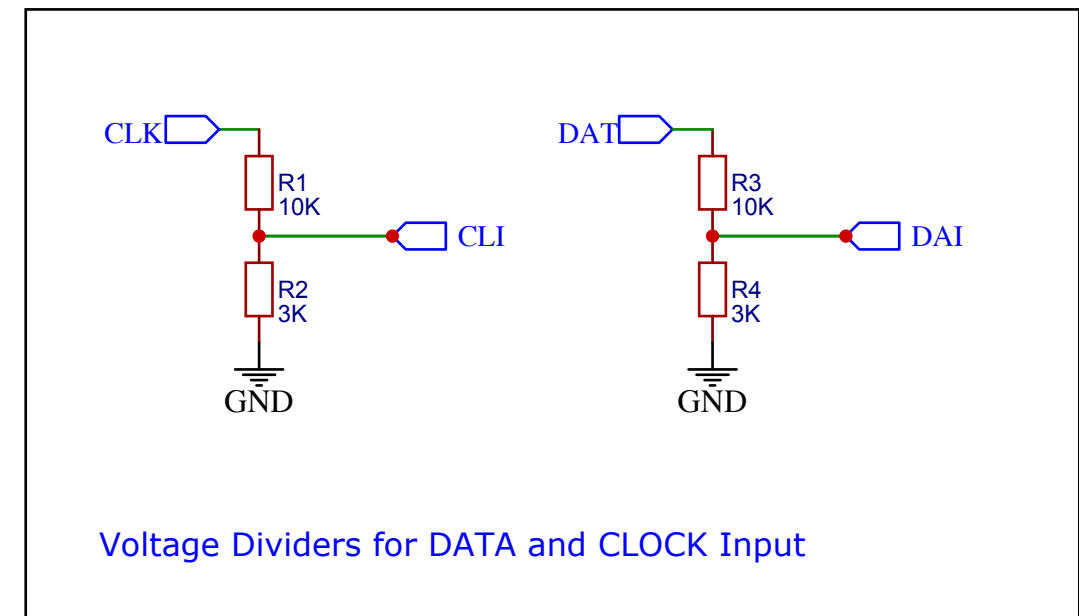 CLK
R1
10K
CLI
R2
3K
GND
DAT
R3
10K
DAI
R4
3K
GND
Voltage Dividers for DATA and CLOCK Input